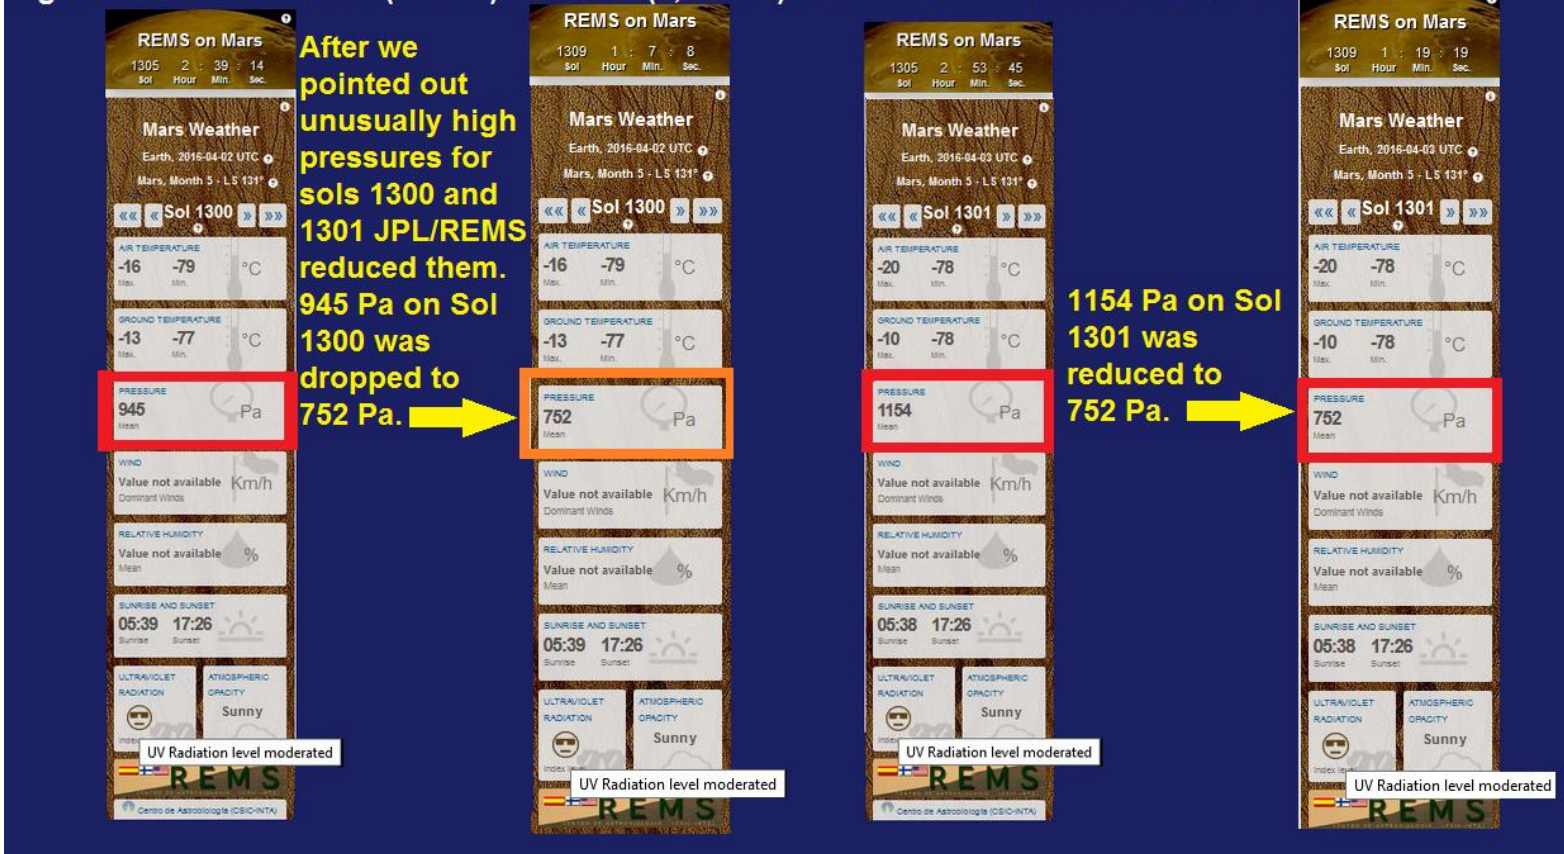 REMS on Mars
1305 2 : 39 : 14
Sol Hour Min. Sec.
Mars Weather
Earth, 2016-04-02 UTC
Mars, Month 5 - LS 131°
«« « Sol 1300 » »»
AIR TEMPERATURE
-16 -79 °C
Max. Min.
GROUND TEMPERATURE
-13 -77 °C
Max. Min.
PRESSURE
945 Pa
Mean
WIND
Value not available Km/h
Dominant Winds
RELATIVE HUMIDITY
Value not available %
Mean
SUNRISE AND SUNSET
05:39 17:26
Sunrise Sunset
ULTRAVIOLET RADIATION
ATMOSPHERIC OPACITY
Sunny
UV Radiation level moderated
REMS
Centro de Astrobiología (CSIC-INTA)
After we
pointed out
unusually high
pressures for
sols 1300 and
1301 JPL/REMS
reduced them.
945 Pa on Sol
1300 was
dropped to
752 Pa.
REMS on Mars
1309 1 : 7 : 8
Sol Hour Min. Sec.
Mars Weather
Earth, 2016-04-02 UTC
Mars, Month 5 - LS 131°
«« « Sol 1300 » »»
AIR TEMPERATURE
-16 -79 °C
Max. Min.
GROUND TEMPERATURE
-13 -77 °C
Max. Min.
PRESSURE
752 Pa
Mean
WIND
Value not available Km/h
Dominant Winds
RELATIVE HUMIDITY
Value not available %
Mean
SUNRISE AND SUNSET
05:39 17:26
Sunrise Sunset
ULTRAVIOLET RADIATION
ATMOSPHERIC OPACITY
Sunny
UV Radiation level moderated
REMS
REMS on Mars
1305 2 : 53 : 45
Sol Hour Min. Sec.
Mars Weather
Earth, 2016-04-03 UTC
Mars, Month 5 - LS 131°
«« « Sol 1301 » »»
AIR TEMPERATURE
-20 -78 °C
Max. Min.
GROUND TEMPERATURE
-10 -78 °C
Max. Min.
PRESSURE
1154 Pa
Mean
WIND
Value not available Km/h
Dominant Winds
RELATIVE HUMIDITY
Value not available %
Mean
SUNRISE AND SUNSET
05:38 17:26
Sunrise Sunset
ULTRAVIOLET RADIATION
ATMOSPHERIC OPACITY
Sunny
UV Radiation level moderated
REMS
Centro de Astrobiología (CSIC-INTA)
1154 Pa on Sol
1301 was
reduced to
752 Pa.
REMS on Mars
1309 1 : 19 : 19
Sol Hour Min. Sec.
Mars Weather
Earth, 2016-04-03 UTC
Mars, Month 5 - LS 131°
«« « Sol 1301 » »»
AIR TEMPERATURE
-20 -78 °C
Max. Min.
GROUND TEMPERATURE
-10 -78 °C
Max. Min.
PRESSURE
752 Pa
Mean
WIND
Value not available Km/h
Dominant Winds
RELATIVE HUMIDITY
Value not available %
Mean
SUNRISE AND SUNSET
05:38 17:26
Sunrise Sunset
ULTRAVIOLET RADIATION
ATMOSPHERIC OPACITY
Sunny
UV Radiation level moderated
REMS